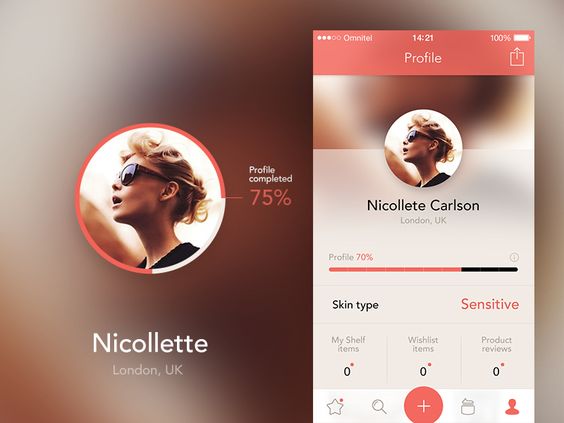 Profile
completed
75%
Nicollette
London, UK
Omnitel 14:21 100%
Profile
Nicollete Carlson
London, UK
Profile 70%
Skin type Sensitive
My Shelf
items
0
Wishlist
items
0
Product
reviews
0